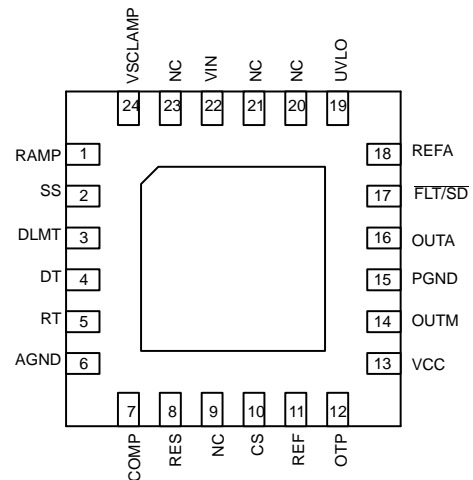 VSCLAMP
NC
VIN
NC
NC
UVLO
24
23
22
21
20
19
RAMP 1
SS 2
DLMT 3
DT 4
RT 5
AGND 6
18 REFA
17 FLT/SD
16 OUTA
15 PGND
14 OUTM
13 VCC
7
8
9
10
11
12
COMP
RES
NC
CS
REF
OTP